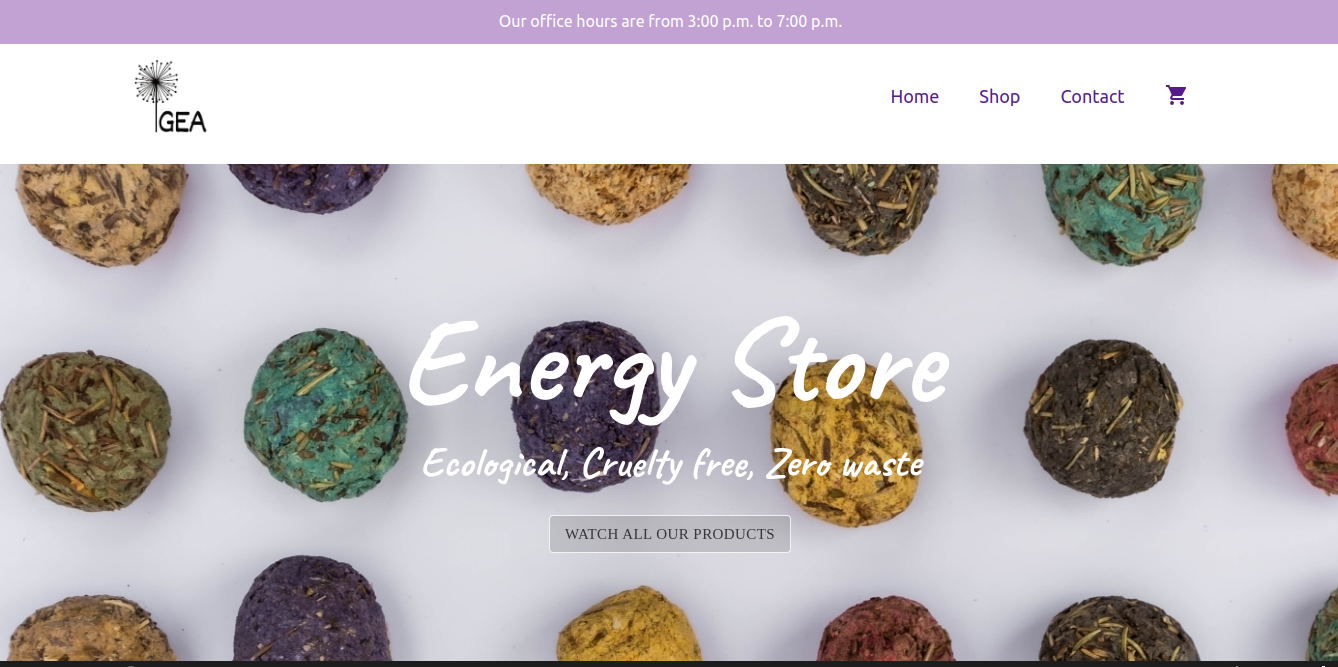 Our office hours are from 3:00 p.m. to 7:00 p.m.
GEA
Home Shop Contact
Energy Store
Ecological, Cruelty free, Zero waste
WATCH ALL OUR PRODUCTS